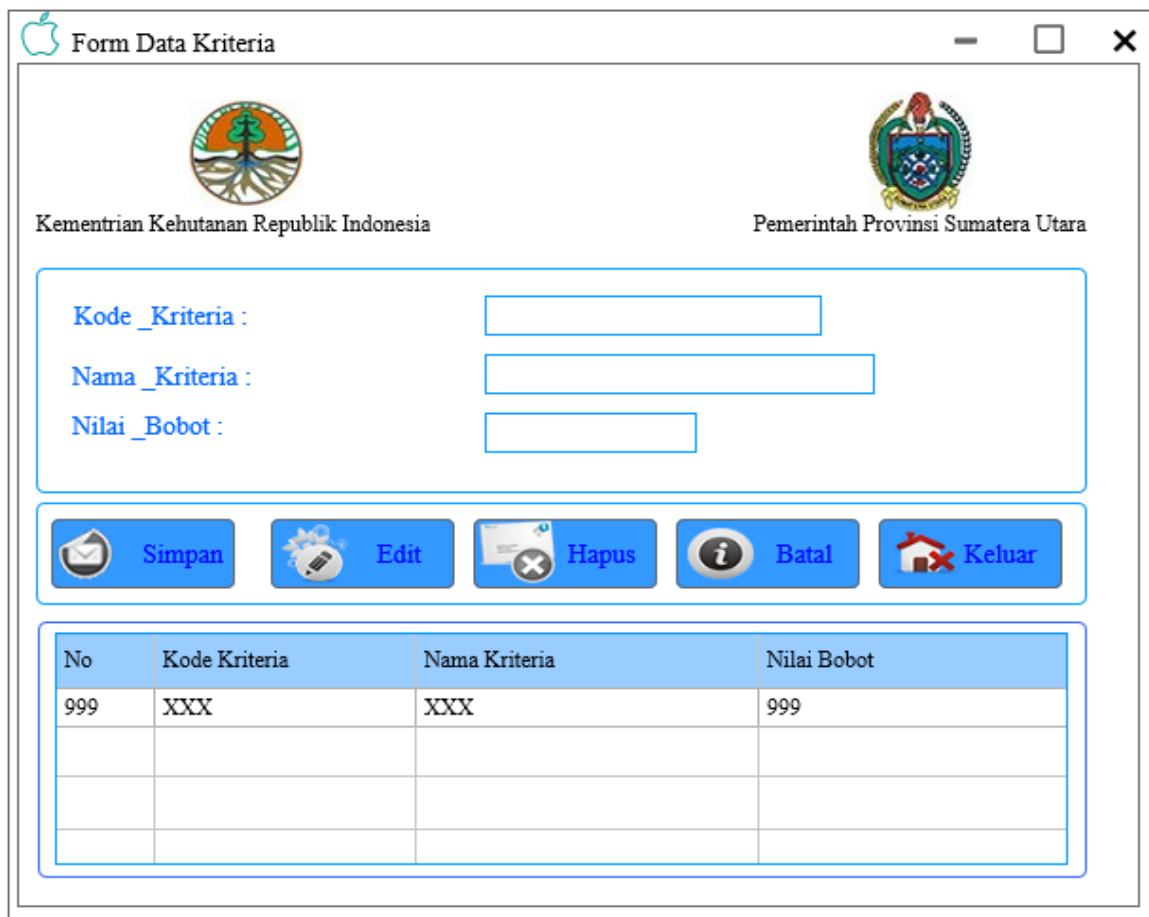 Form Data Kriteria
Kementrian Kehutanan Republik Indonesia
Pemerintah Provinsi Sumatera Utara
Kode _Kriteria :
Nama _Kriteria :
Nilai _Bobot :
Simpan Edit Hapus Batal Keluar
No Kode Kriteria Nama Kriteria Nilai Bobot
999 XXX XXX 999